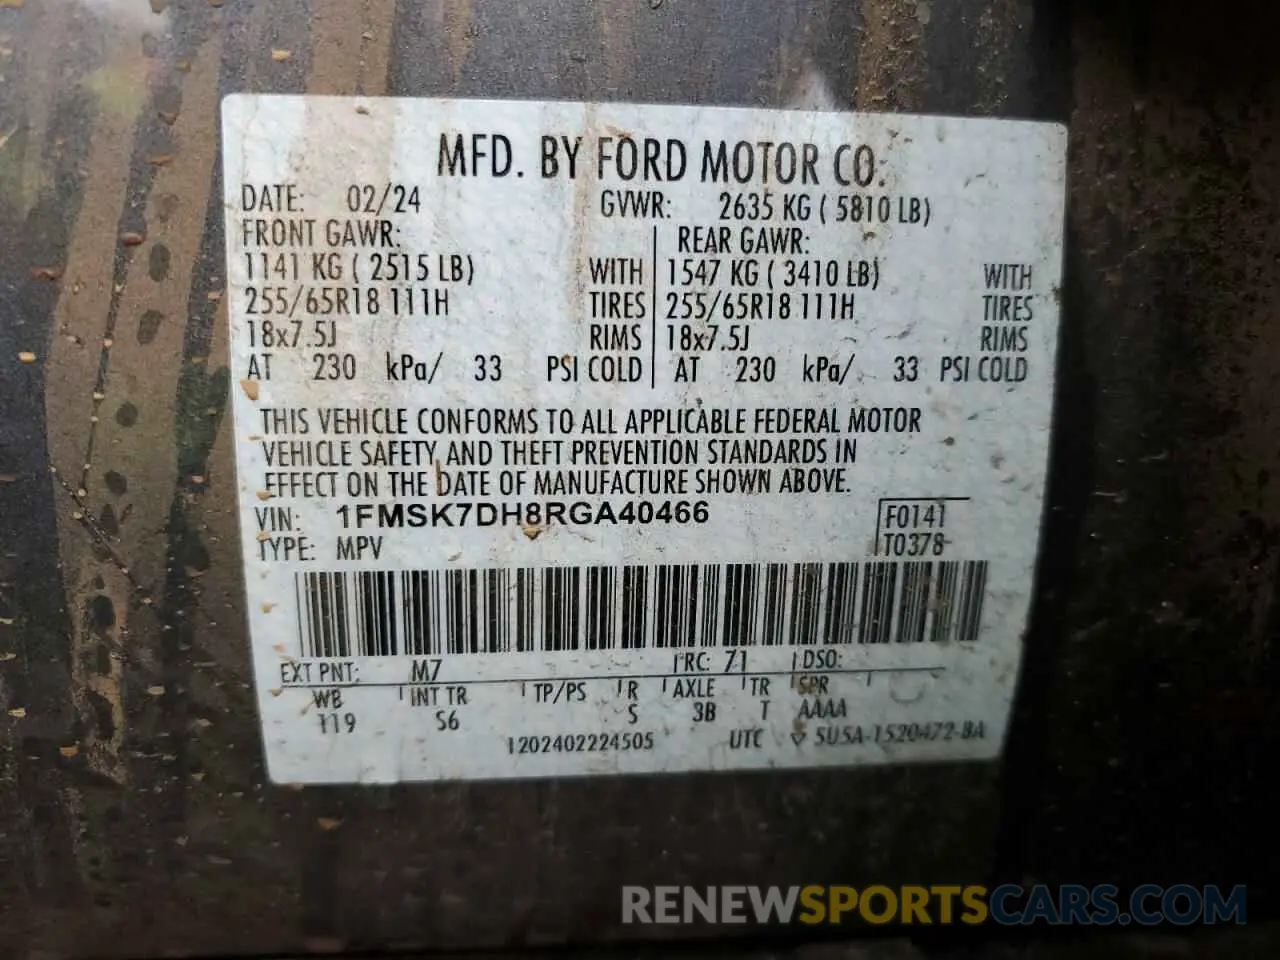 MFD. BY FORD MOTOR CO.
DATE: 02/24 GVWR: 2635 KG ( 5810 LB)
FRONT GAWR: REAR GAWR:
1141 KG ( 2515 LB) WITH 1547 KG ( 3410 LB) WITH
255/65R18 111H TIRES 255/65R18 111H TIRES
18x7.5J RIMS 18x7.5J RIMS
AT 230 kPa/ 33 PSI COLD AT 230 kPa/ 33 PSI COLD
THIS VEHICLE CONFORMS TO ALL APPLICABLE FEDERAL MOTOR
VEHICLE SAFETY AND THEFT PREVENTION STANDARDS IN
EFFECT ON THE DATE OF MANUFACTURE SHOWN ABOVE.
VIN: 1FMSK7DH8RGA40466 F0141
TYPE: MPV T0378
EXT PNT: M7 RC: 71 DSO:
WB INT TR TP/PS R AXLE TR SPR
119 S6 S 3B T AAAA
1202402224505 UTC 5U5A-1520472-BA
RENEWSPORTSCARS.COM